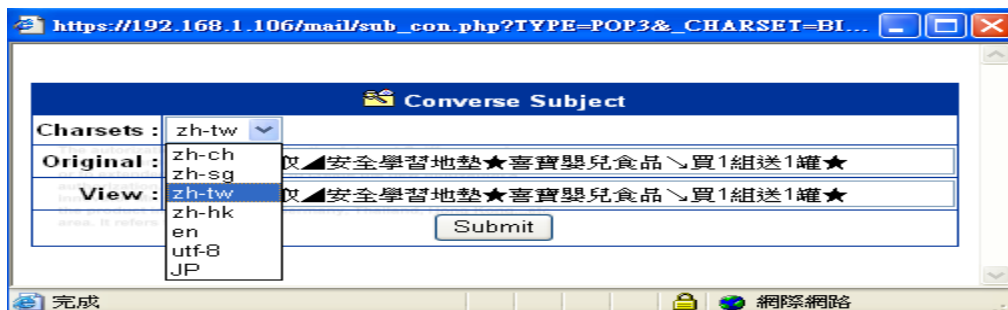 https://192.168.1.106/mail/sub_con.php?TYPE=POP3&_CHARSET=BI...
Converse Subject
Charsets : zh-tw
zh-ch
Original : ◢安全學習地墊★喜寶嬰兒食品↘買1組送1罐★
zh-sg
View : zh-tw ◢安全學習地墊★喜寶嬰兒食品↘買1組送1罐★
zh-hk
en
Submit
utf-8
JP
完成
網際網路